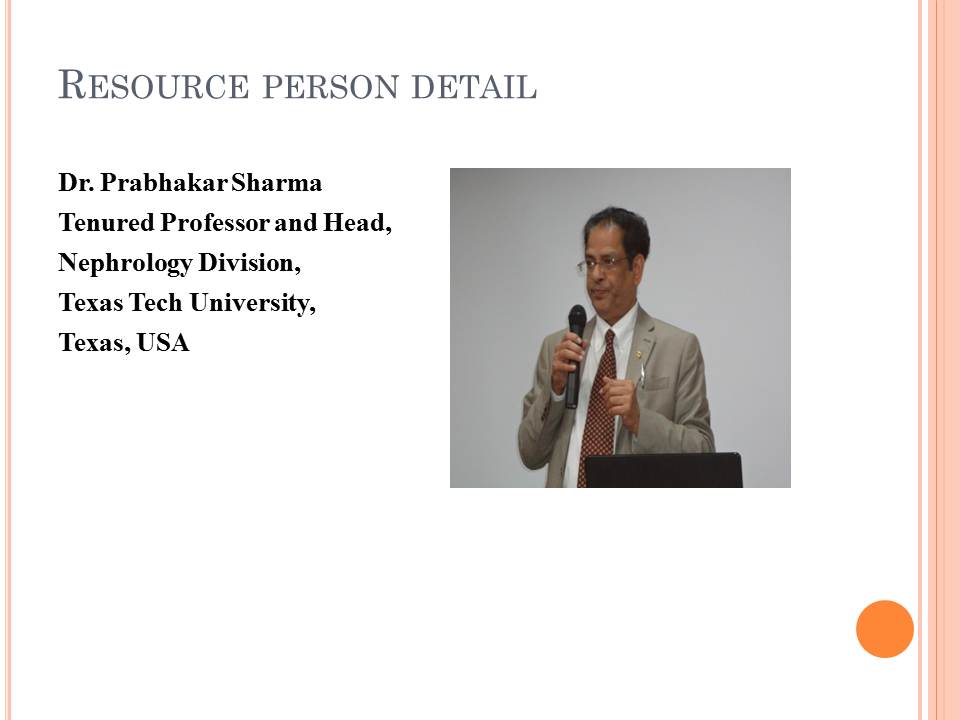 Resource person detail
Dr. Prabhakar Sharma
Tenured Professor and Head,
Nephrology Division,
Texas Tech University,
Texas, USA